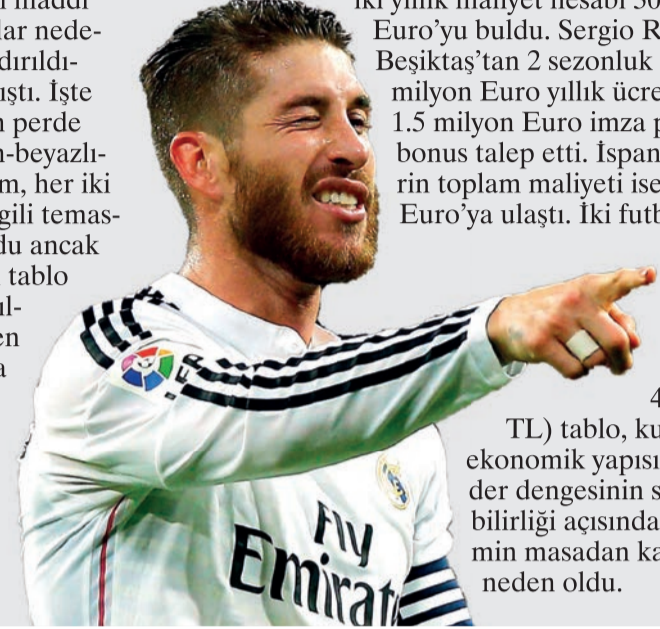 maddi
lar nede-
dırıldı-
ıştı. İşte
perde
n-beyazlı-
m, her iki
gili temas-
du ancak
tablo
ıl-
en
a
iki yıllık maliyet hesabı
Euro’yu buldu. Sergio R
Beşiktaş’tan 2 sezonluk
milyon Euro yıllık ücre
1.5 milyon Euro imza p
bonus talep etti. İspan
rin toplam maliyeti ise
Euro’ya ulaştı. İki futb
4
TL) tablo, ku
ekonomik yapısı
der dengesinin s
bilirliği açısında
min masadan ka
neden oldu.
Fly
Emirat